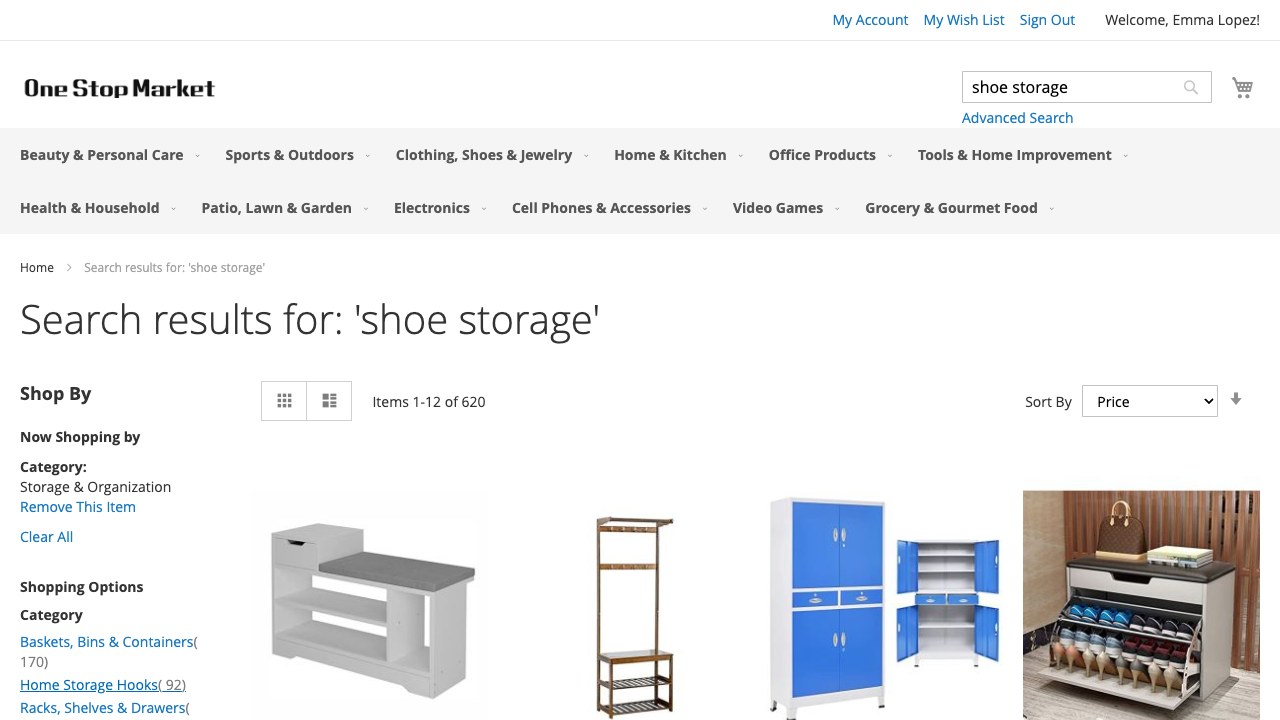 My Account My Wish List Sign Out Welcome, Emma Lopez!
One Stop Market
shoe storage
Advanced Search
Beauty & Personal Care Sports & Outdoors Clothing, Shoes & Jewelry Home & Kitchen Office Products Tools & Home Improvement
Health & Household Patio, Lawn & Garden Electronics Cell Phones & Accessories Video Games Grocery & Gourmet Food
Home Search results for: 'shoe storage'
Search results for: 'shoe storage'
Shop By
Items 1-12 of 620
Sort By Price
Now Shopping by
Category:
Storage & Organization
Remove This Item
Clear All
Shopping Options
Category
Baskets, Bins & Containers(
170)
Home Storage Hooks( 92)
Racks, Shelves & Drawers(